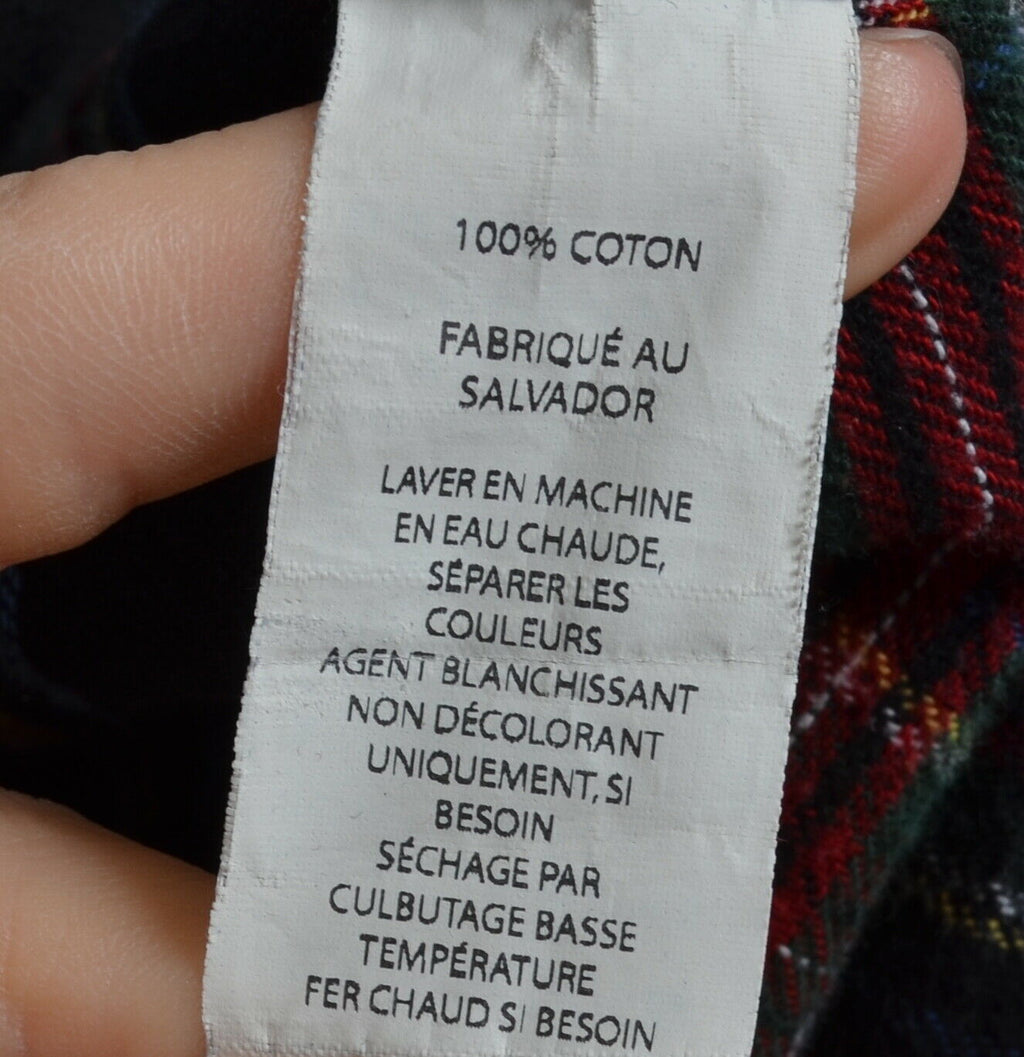 100% COTON
FABRIQUÉ AU
SALVADOR
LAVER EN MACHINE
EN EAU CHAUDE,
SÉPARER LES
COULEURS
AGENT BLANCHISSANT
NON DÉCOLORANT
UNIQUEMENT, SI
BESOIN
SÉCHAGE PAR
CULBUTAGE BASSE
TEMPÉRATURE
FER CHAUD SI BESOIN